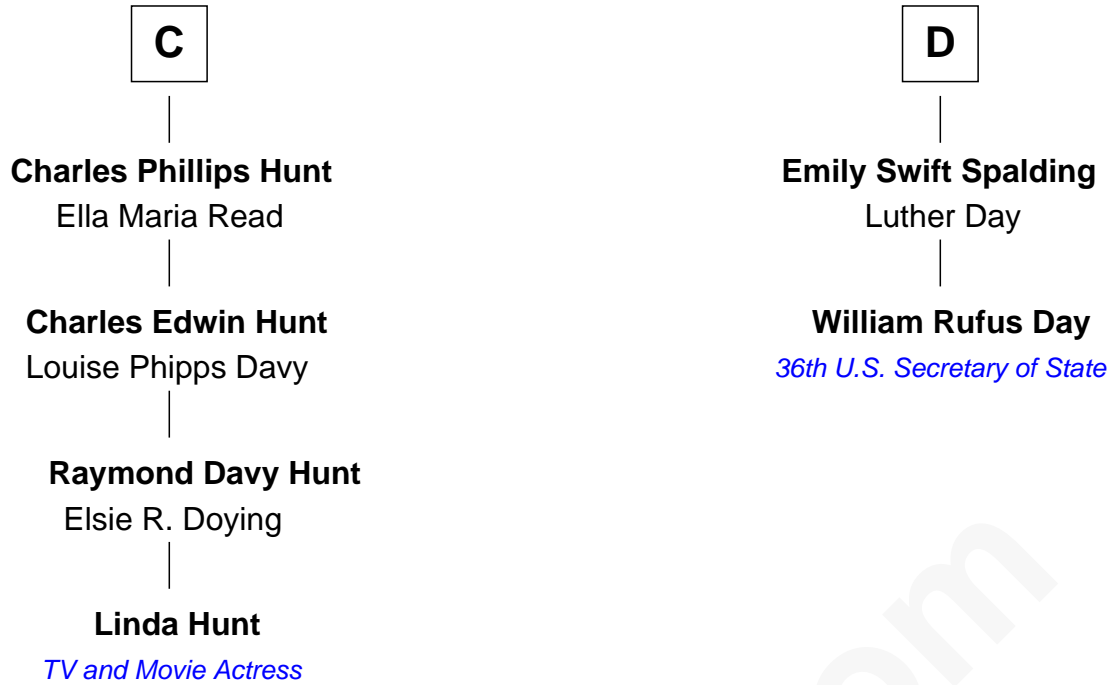 C
Charles Phillips Hunt
Ella Maria Read
Charles Edwin Hunt
Louise Phipps Davy
Raymond Davy Hunt
Elsie R. Doying
Linda Hunt
TV and Movie Actress
D
Emily Swift Spalding
Luther Day
William Rufus Day
36th U.S. Secretary of State
om